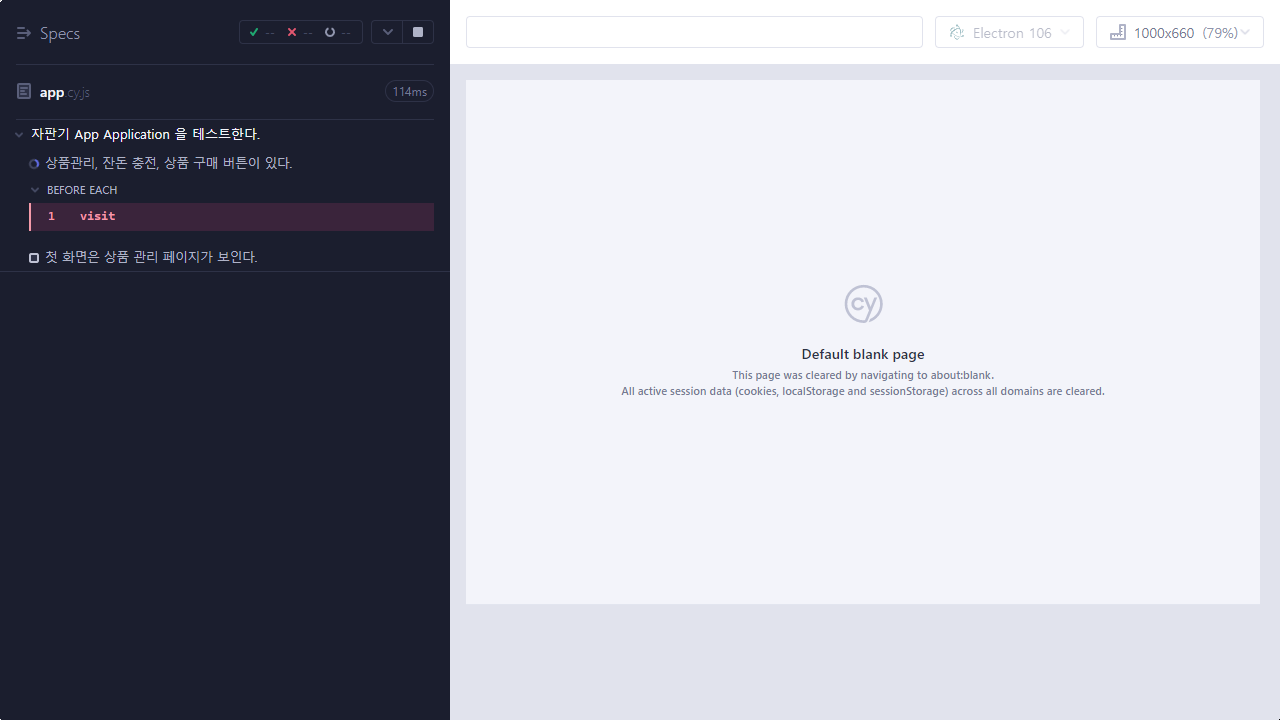 Specs
-- -- --
Electron 106
1000x660 (79%)
app.cy.js
114ms
자판기 App Application 을 테스트한다.
상품관리, 잔돈 충전, 상품 구매 버튼이 있다.
BEFORE EACH
1 visit
첫 화면은 상품 관리 페이지가 보인다.
cy
Default blank page
This page was cleared by navigating to about:blank.
All active session data (cookies, localStorage and sessionStorage) across all domains are cleared.